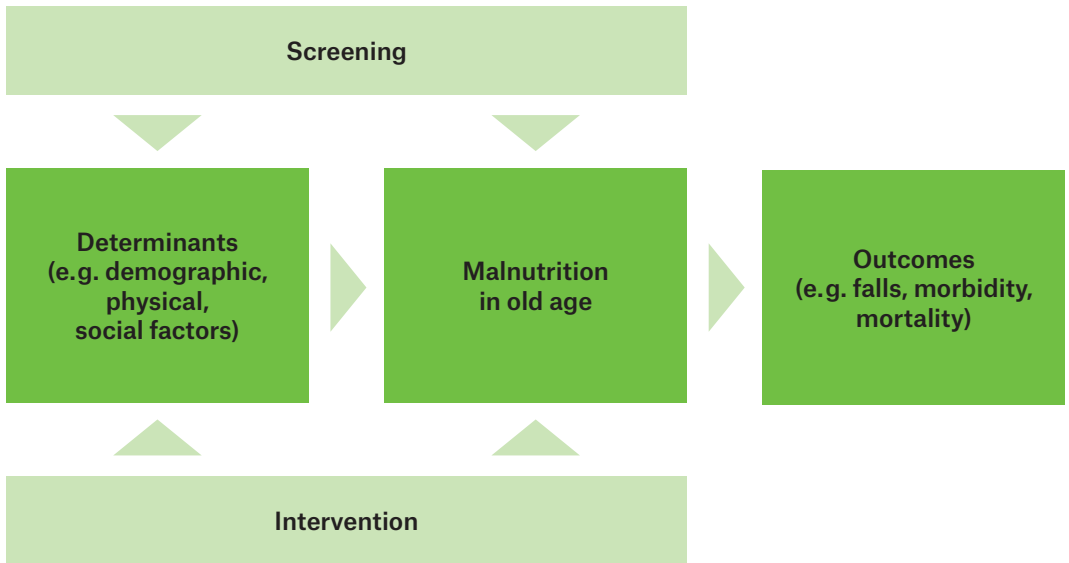 Screening
Determinants
(e.g. demographic,
physical,
social factors)
Malnutrition
in old age
Outcomes
(e.g. falls, morbidity,
mortality)
Intervention